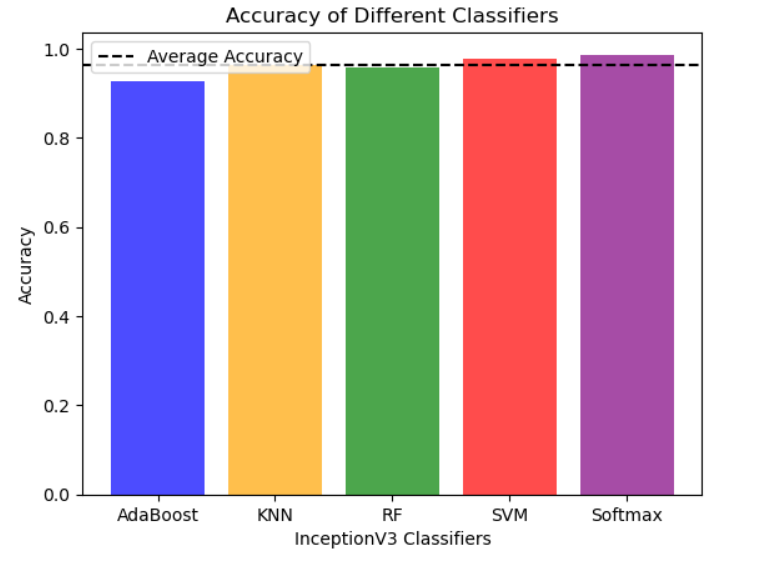 Accuracy of Different Classifiers
1.0
Average Accuracy
0.8
0.6
Accuracy
0.4
0.2
0.0
AdaBoost KNN RF SVM Softmax
InceptionV3 Classifiers